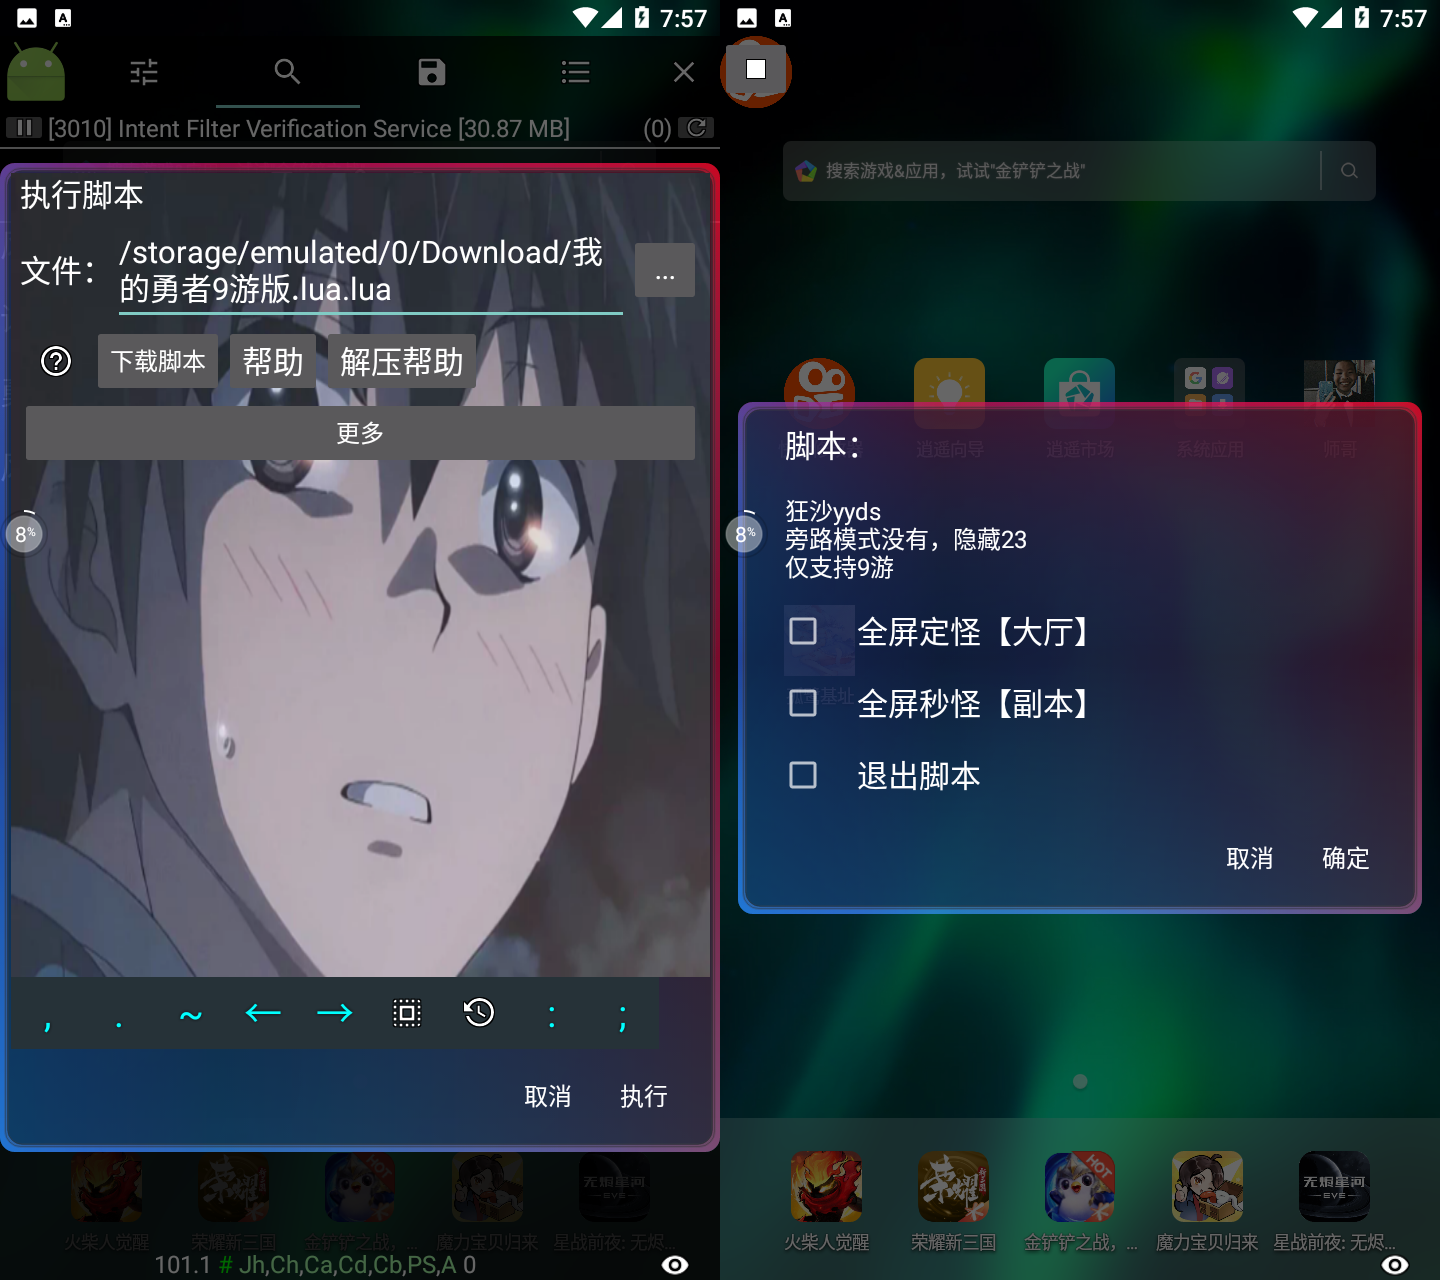 7:57
[3010] Intent Filter Verification Service [30.87 MB]
(0)
执行脚本
文件：
/storage/emulated/0/Download/我
的勇者9游版.lua.lua
...
下载脚本
帮助
解压帮助
更多
8%
, . ~ ← → : ;
取消
执行
火柴人觉醒
荣耀新三国
金铲铲之战，
魔力宝贝归来
星战前夜: 无烬...
101.1 # Jh,Ch,Ca,Cd,Cb,PS,A 0
7:57
搜索游戏&应用，试试"金铲铲之战"
逍遥向导
逍遥市场
系统应用
师哥
脚本：
狂沙yyds
旁路模式没有，隐藏23
仅支持9游
8%
全屏定怪【大厅】
全屏秒怪【副本】
退出脚本
取消
确定
HOT
荣耀
无烬星河
EVE
火柴人觉醒
荣耀新三国
金铲铲之战，...
魔力宝贝归来
星战前夜: 无烬...